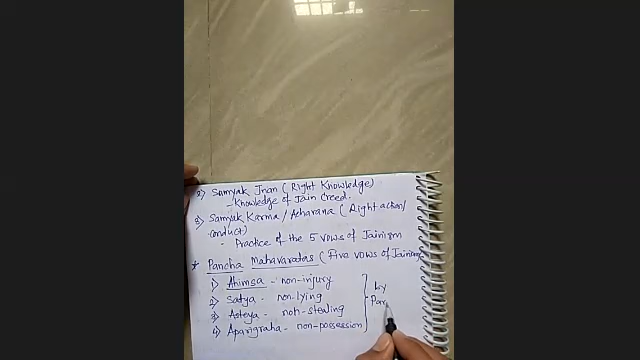 2) Samyak Jnan ( Right Knowledge)
- Knowledge of Jain Creed.
3) Samyak Karma / Acharana ( Right action/
conduct)
- Practice of the 5 vows of Jainism
* Pancha Mahavaratas ( Five vows of Jainism
1) Ahimsa - non-injury
2) Satya - non-lying
3) Asteya - non-stealing
4) Aparigraha - non-possession
by
Par